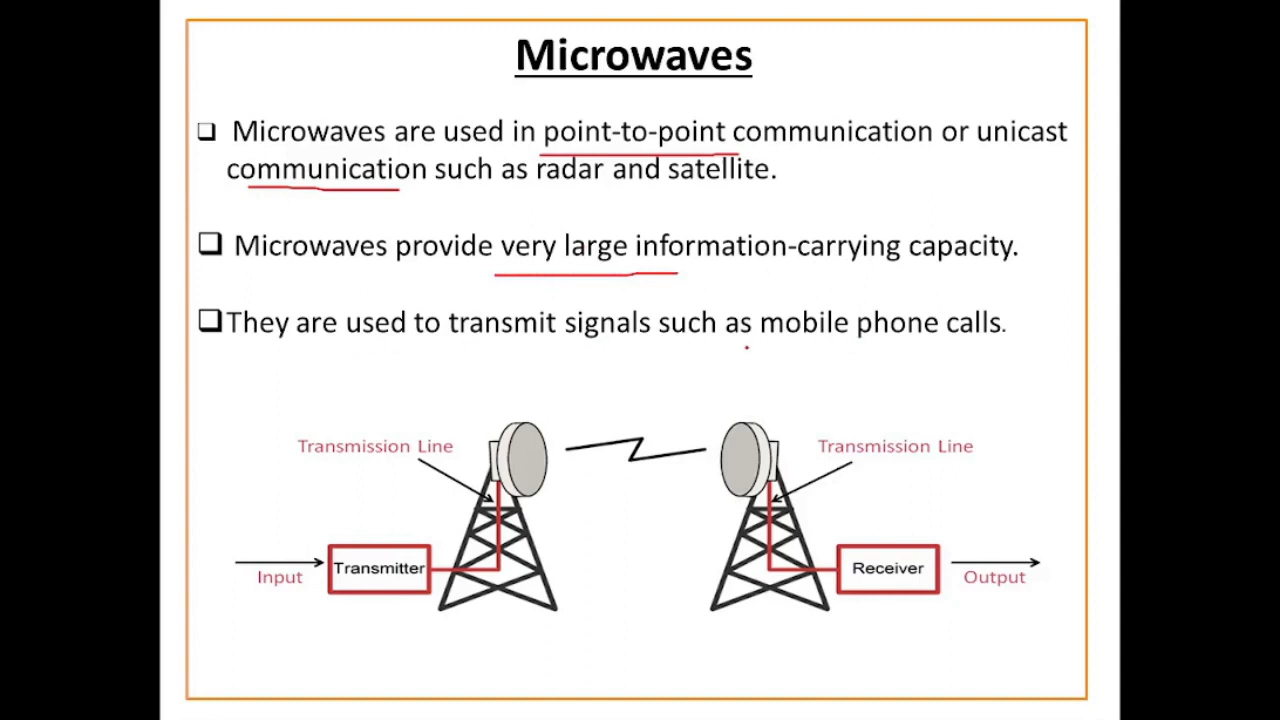 Microwaves
Microwaves are used in point-to-point communication or unicast
communication such as radar and satellite.
Microwaves provide very large information-carrying capacity.
They are used to transmit signals such as mobile phone calls.
Transmission Line
Transmission Line
Transmitter
Receiver
Input
Output